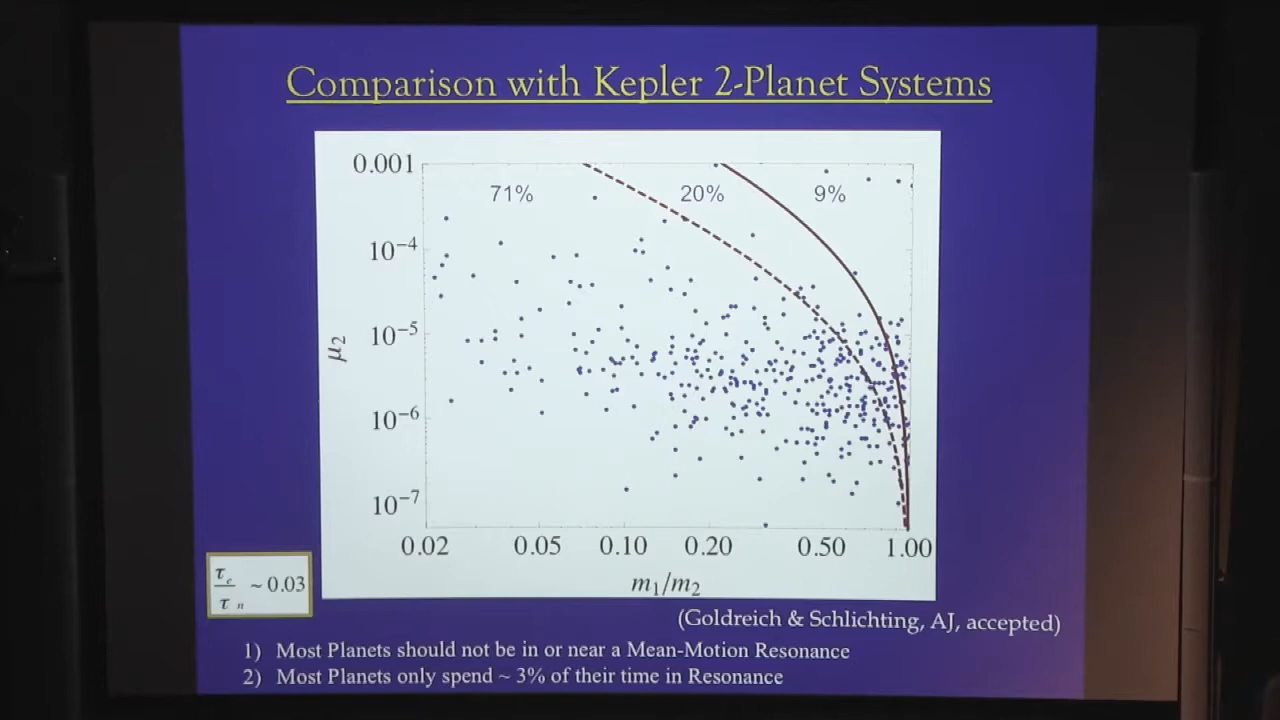 Comparison with Kepler 2-Planet Systems
0.001
71%
20%
9%
10⁻⁴
10⁻⁵
μ₂
10⁻⁶
10⁻⁷
0.02 0.05 0.10 0.20 0.50 1.00
m₁/m₂
τₑ/τₙ ~ 0.03
(Goldreich & Schlichting, AJ, accepted)
1) Most Planets should not be in or near a Mean-Motion Resonance
2) Most Planets only spend ~ 3% of their time in Resonance